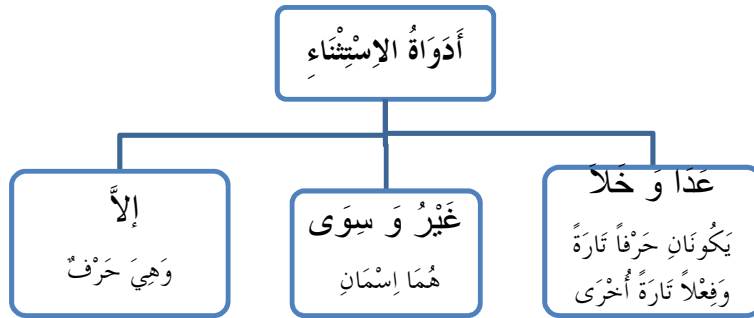 أَدَوَاةُ الاِسْتِثْنَاءِ
عَدَا وَ خَلاَ
يَكُونَانِ حَرْفاً تَارَةً
وَفِعْلاً تَارَةً أُخْرَى
غَيْرُ وَ سِوَى
هُمَا اِسْمَانِ
إلاَّ
وَهِيَ حَرْفٌ